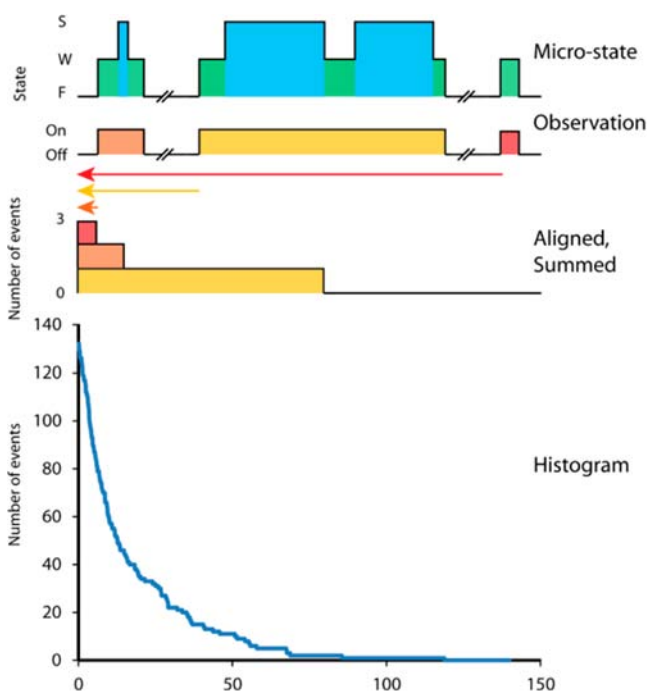 S
W
F
State
Micro-state
On
Off
Observation
3
0
Number of events
Aligned,
Summed
140
120
100
80
60
40
20
0
Number of events
Histogram
0 50 100 150